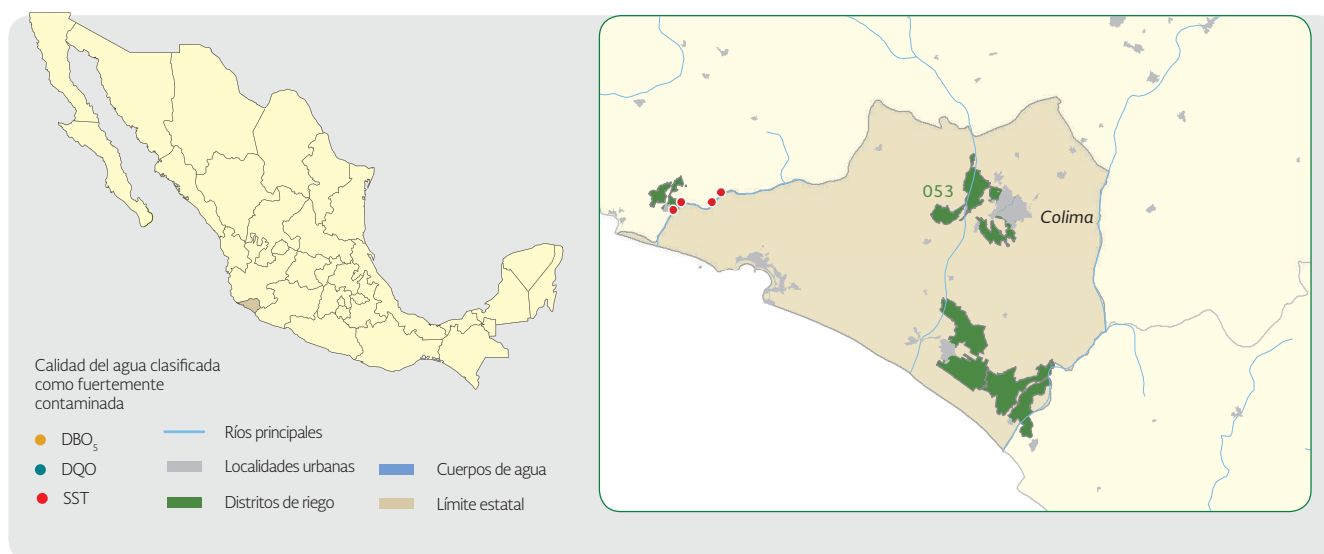 053
Colima
Calidad del agua clasificada
como fuertemente
contaminada
DBO5
DQO
SST
Ríos principales
Localidades urbanas
Distritos de riego
Cuerpos de agua
Límite estatal